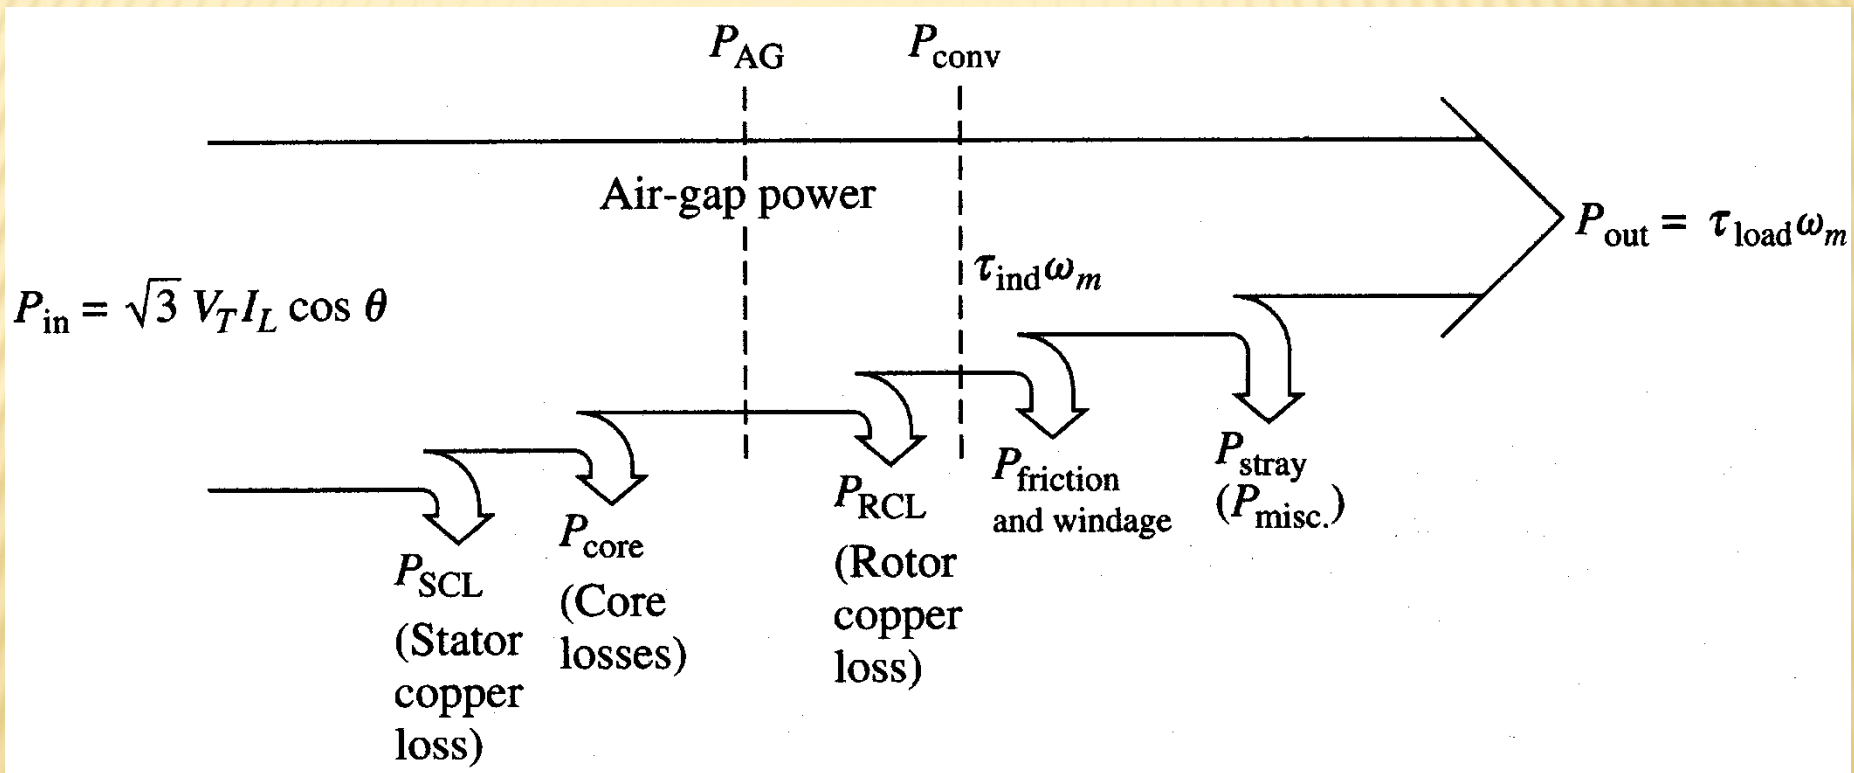 P_AG
P_conv
Air-gap power
P_out = τ_load ω_m
τ_ind ω_m
P_in = √3 V_T I_L cos θ
P_SCL
(Stator
copper
loss)
P_core
(Core
losses)
P_RCL
(Rotor
copper
loss)
P_friction
and windage
P_stray
(P_misc.)